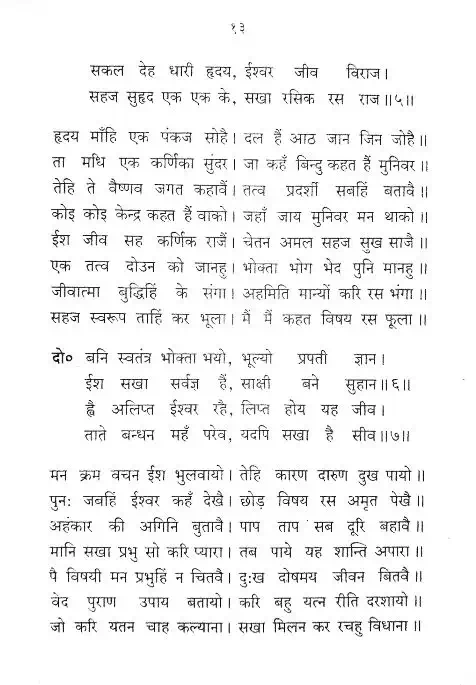 १३
सकल देह धारी हृदय, ईश्वर जीव विराज।
सहज सुहृद एक एक के, सखा रसिक रस राज॥५॥
हृदय माँहि एक पंकज सोहै। दल हैं आठ जान जिन जोहै॥
ता मधि एक कर्णिका सुंदर। जा कहँ बिन्दु कहत हैं मुनिवर॥
तेहि ते वैष्णव जगत कहावैं। तत्व प्रदर्शी सबहिं बतावै॥
कोइ कोइ केन्द्र कहत हैं वाको। जहाँ जाय मुनिवर मन थाको॥
ईश जीव सह कर्णिक राजैं। चेतन अमल सहज सुख साजै॥
एक तत्व दोउन को जानहु। भोक्ता भोग भेद पुनि मानहु॥
जीवात्मा बुद्धिहिं के संगा। अहमिति मान्यों करि रस भंगा॥
सहज स्वरूप ताहिं कर भूला। मैं मैं कहत विषय रस फूला॥
दो० बनि स्वतंत्र भोक्ता भयो, भूल्यो प्रपती ज्ञान।
ईश सखा सर्वज्ञ हैं, साक्षी बने सुहान॥६॥
ह्वै अलिप्त ईश्वर रहै, लिप्त होय यह जीव।
ताते बन्धन महँ परेव, यदपि सखा है सीव॥७॥
मन क्रम वचन ईश भुलवायो। तेहि कारण दारुण दुख पायो॥
पुनः जबहिं ईश्वर कहँ देखै। छोड़ विषय रस अमृत पेखै॥
अहंकार की अगिनि बुतावै। पाप ताप सब दूरि बहावै॥
मानि सखा प्रभु सो करि प्यारा। तब पाये यह शान्ति अपारा॥
पै विषयी मन प्रभुहिं न चितवै। दुःख दोषमय जीवन बितवै॥
वेद पुराण उपाय बतायो। करि बहु यत्न रीति दरशायो॥
जो करि यतन चाह कल्याना। सखा मिलन कर रचहु विधाना॥